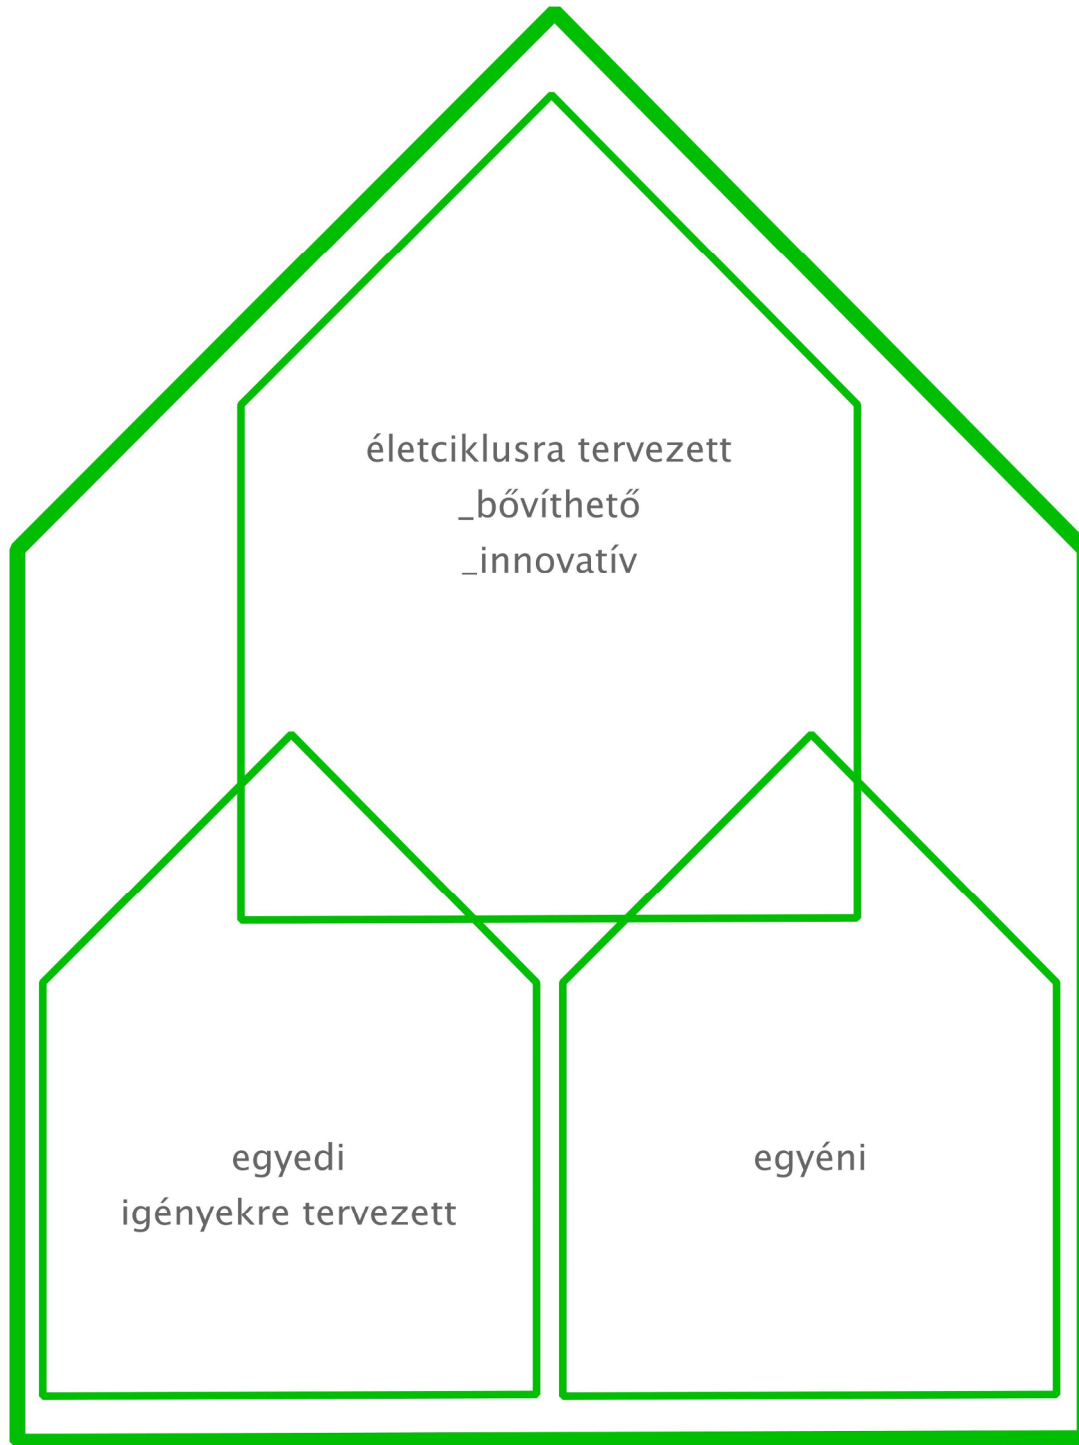 életciklusra tervezett
_bővíthető
_innovatív
egyedi
igényekre tervezett
egyéni